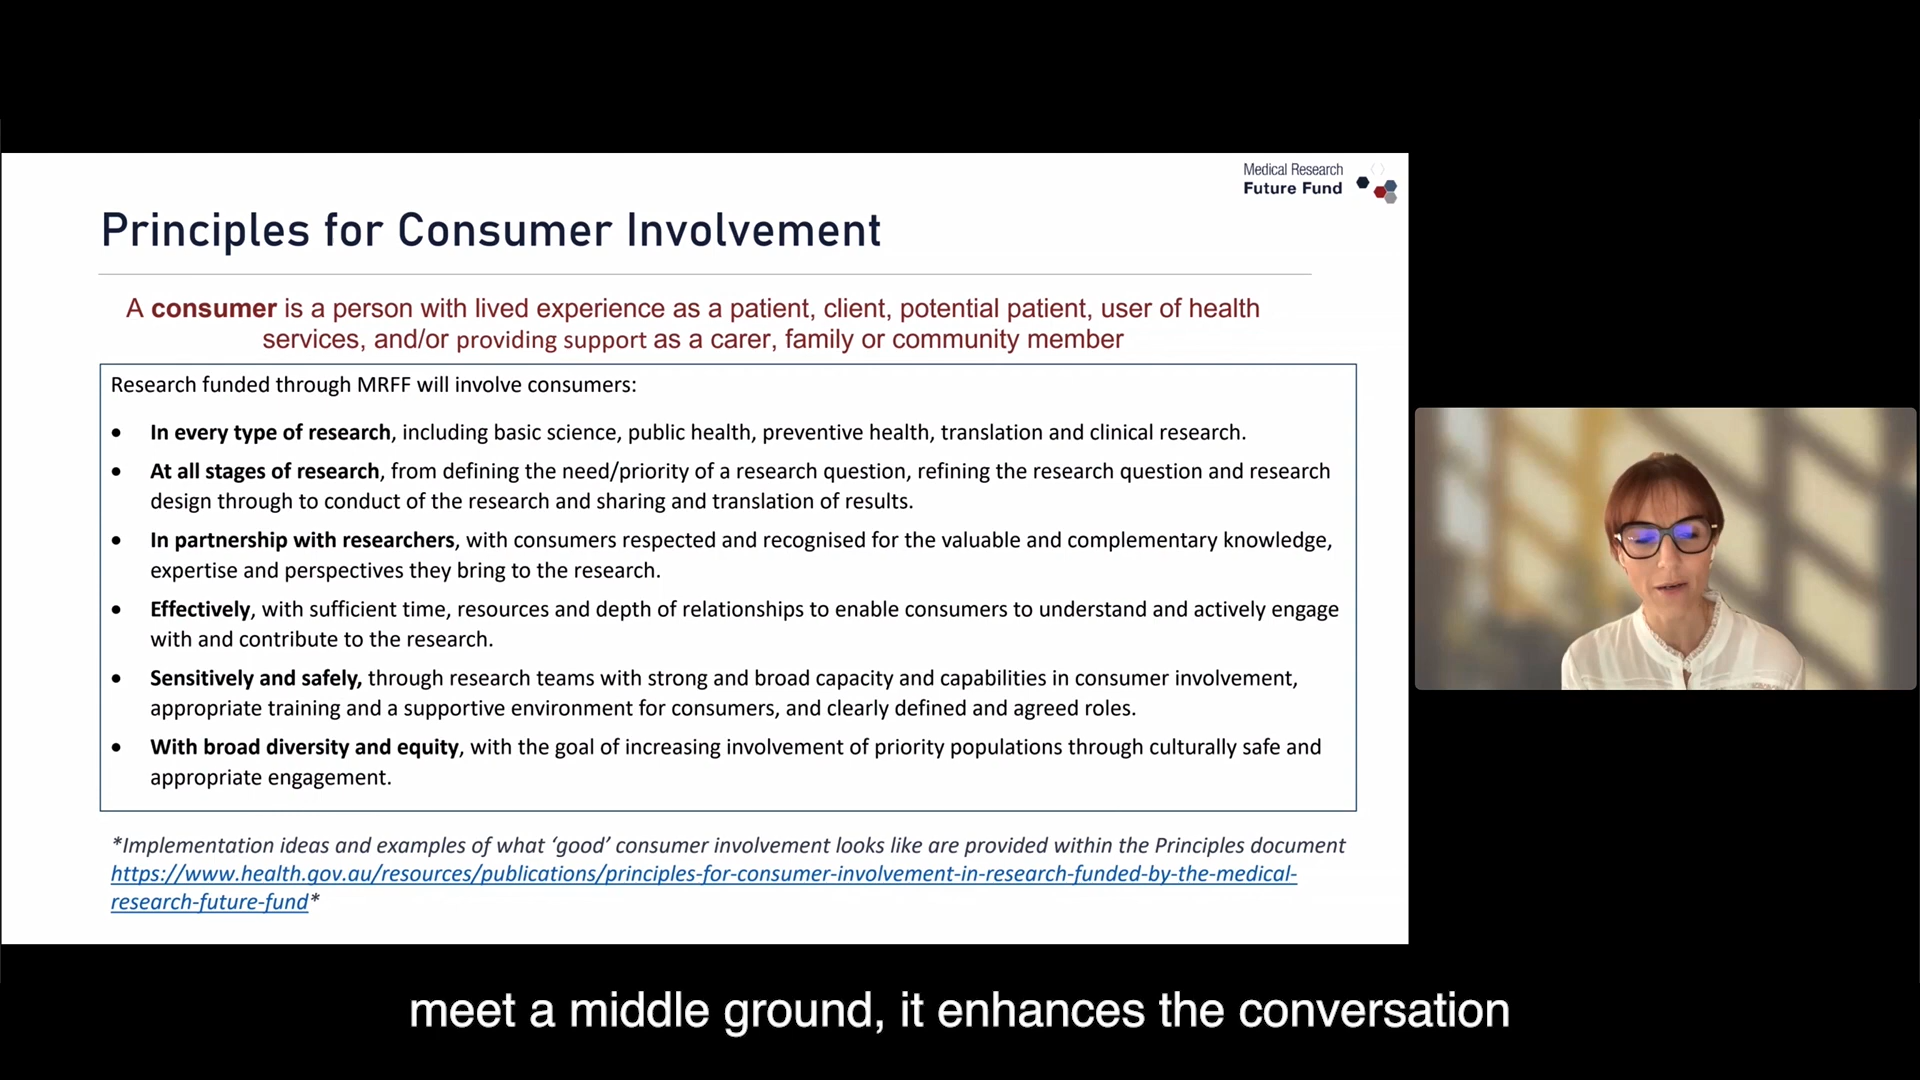 Medical Research
Future Fund
Principles for Consumer Involvement
A consumer is a person with lived experience as a patient, client, potential patient, user of health
services, and/or providing support as a carer, family or community member
Research funded through MRFF will involve consumers:
• In every type of research, including basic science, public health, preventive health, translation and clinical research.
• At all stages of research, from defining the need/priority of a research question, refining the research question and research
design through to conduct of the research and sharing and translation of results.
• In partnership with researchers, with consumers respected and recognised for the valuable and complementary knowledge,
expertise and perspectives they bring to the research.
• Effectively, with sufficient time, resources and depth of relationships to enable consumers to understand and actively engage
with and contribute to the research.
• Sensitively and safely, through research teams with strong and broad capacity and capabilities in consumer involvement,
appropriate training and a supportive environment for consumers, and clearly defined and agreed roles.
• With broad diversity and equity, with the goal of increasing involvement of priority populations through culturally safe and
appropriate engagement.
*Implementation ideas and examples of what ‘good’ consumer involvement looks like are provided within the Principles document
https://www.health.gov.au/resources/publications/principles-for-consumer-involvement-in-research-funded-by-the-medical-
research-future-fund*
meet a middle ground, it enhances the conversation